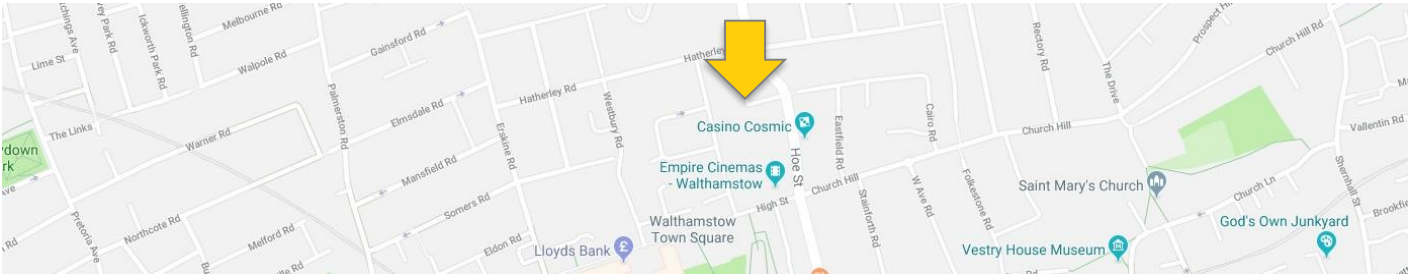 Melbourne Rd
Ickworth Park Rd
Lime St
Walpole Rd
Gainsford Rd
Hatherley
Rectory Rd
The Drive
Church Hill Rd
Palmerston Rd
Elmsdale Rd
Hatherley Rd
Westbury Rd
Erskine Rd
The Links
Warner Rd
Casino Cosmic
Hoe St
Eastfield Rd
Cairo Rd
Church Hill
Vallentin Rd
Mansfield Rd
Empire Cinemas
- Walthamstow
Church Hill
High St
Stainforth Rd
W Ave Rd
Folkestone Rd
Saint Mary's Church
Church Ln
Shernhall St
Pretoria Ave
Northcote Rd
Somers Rd
Melford Rd
Eldon Rd
Lloyds Bank
Walthamstow
Town Square
Vestry House Museum
God's Own Junkyard